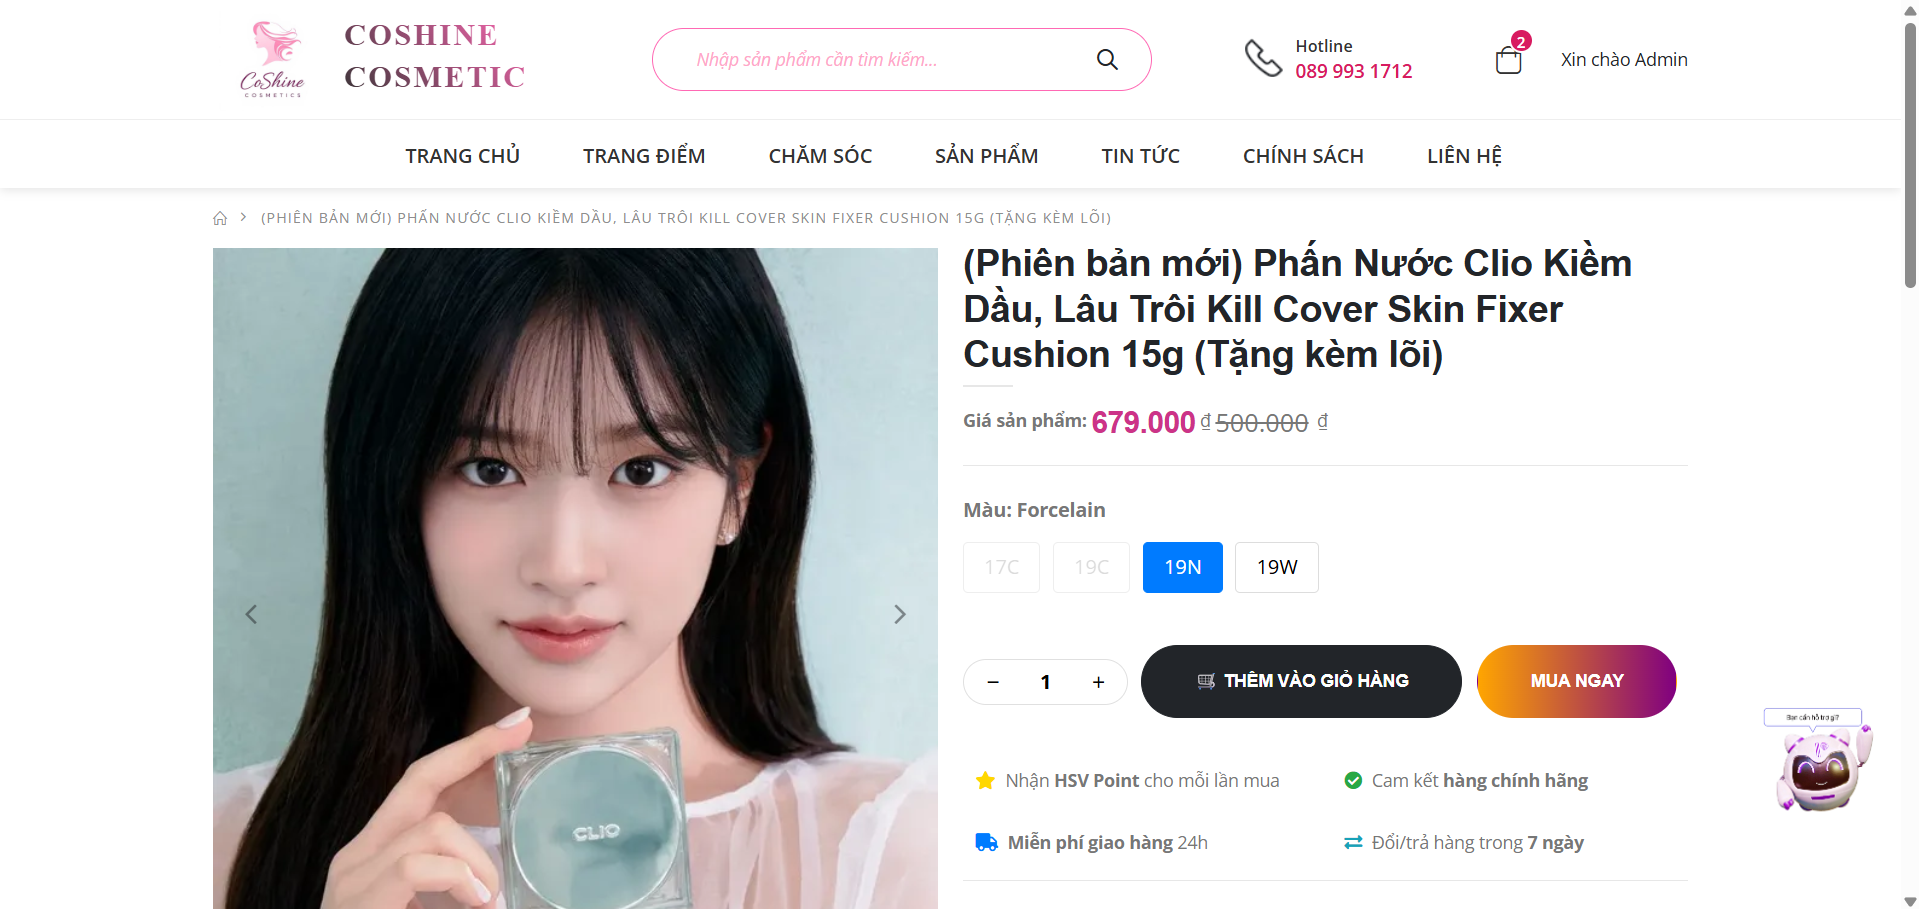 CoShine
COSMETICS
COSHINE
COSMETIC
Nhập sản phẩm cần tìm kiếm...
Hotline
089 993 1712
2
Xin chào Admin
TRANG CHỦ
TRANG ĐIỂM
CHĂM SÓC
SẢN PHẨM
TIN TỨC
CHÍNH SÁCH
LIÊN HỆ
(PHIÊN BẢN MỚI) PHẤN NƯỚC CLIO KIỀM DẦU, LÂU TRÔI KILL COVER SKIN FIXER CUSHION 15G (TẶNG KÈM LÕI)
(Phiên bản mới) Phấn Nước Clio Kiềm
Dầu, Lâu Trôi Kill Cover Skin Fixer
Cushion 15g (Tặng kèm lõi)
Giá sản phẩm: 679.000 ₫ 500.000 ₫
Màu: Forcelain
17C
19C
19N
19W
− 1 +
THÊM VÀO GIỎ HÀNG
MUA NGAY
Nhận HSV Point cho mỗi lần mua
Cam kết hàng chính hãng
Miễn phí giao hàng 24h
Đổi/trả hàng trong 7 ngày
CLIO
Bạn cần hỗ trợ gì?